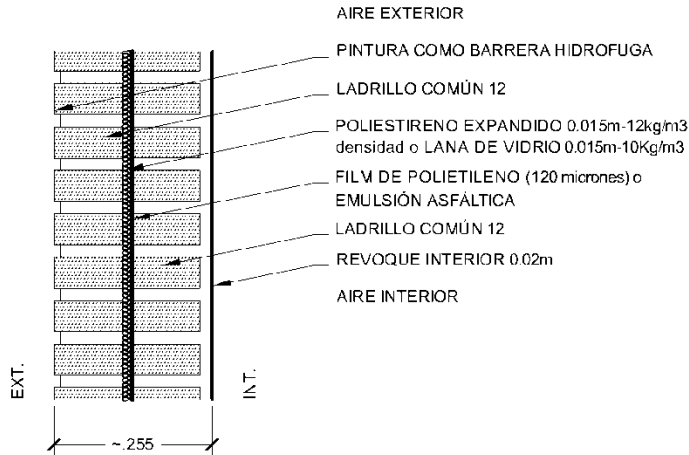 AIRE EXTERIOR
PINTURA COMO BARRERA HIDROFUGA
LADRILLO COMÚN 12
POLIESTIRENO EXPANDIDO 0.015m-12kg/m3
densidad o LANA DE VIDRIO 0.015m-10Kg/m3
FILM DE POLIETILENO (120 micrones) o
EMULSIÓN ASFÁLTICA
LADRILLO COMÚN 12
REVOQUE INTERIOR 0.02m
AIRE INTERIOR
EXT.
INT.
~.255